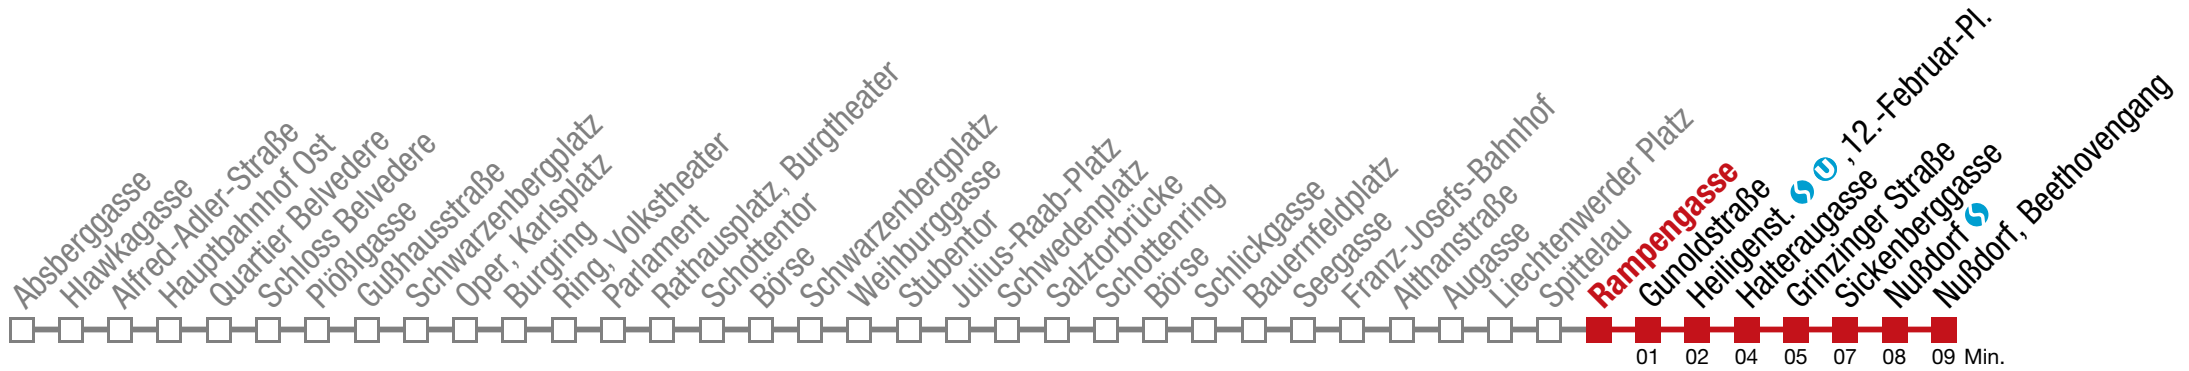 Absberggasse
Hlawkagasse
Alfred-Adler-Straße
Hauptbahnhof Ost
Quartier Belvedere
Schloss Belvedere
Plößlgasse
Gußhausstraße
Schwarzenbergplatz
Oper, Karlsplatz
Burgring
Ring, Volkstheater
Parlament
Rathausplatz, Burgtheater
Schottentor
Börse
Schwarzenbergplatz
Weihburggasse
Stubentor
Julius-Raab-Platz
Schwedenplatz
Salztorbrücke
Schottenring
Börse
Schlickgasse
Bauernfeldplatz
Seegasse
Franz-Josefs-Bahnhof
Althanstraße
Augasse
Liechtenwerder Platz
Spittelau
Rampengasse
Gunoldstraße
Heiligenst. S U , 12.-Februar-Pl.
Halteraugasse
Grinzinger Straße
Sickenberggasse
Nußdorf S
Nußdorf, Beethovengang
01 02 04 05 07 08 09 Min.